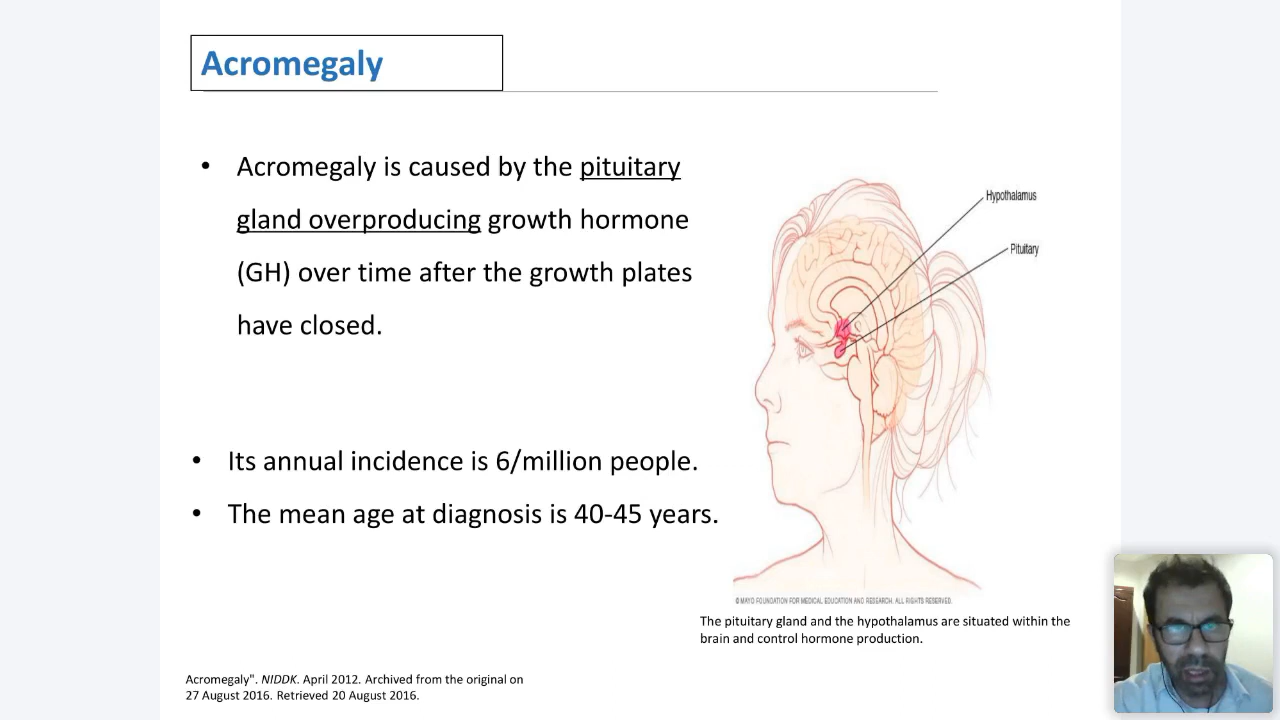 Acromegaly
• Acromegaly is caused by the pituitary
gland overproducing growth hormone
(GH) over time after the growth plates
have closed.
• Its annual incidence is 6/million people.
• The mean age at diagnosis is 40-45 years.
Hypothalamus
Pituitary
© MAYO FOUNDATION FOR MEDICAL EDUCATION AND RESEARCH. ALL RIGHTS RESERVED.
The pituitary gland and the hypothalamus are situated within the
brain and control hormone production.
Acromegaly". NIDDK. April 2012. Archived from the original on
27 August 2016. Retrieved 20 August 2016.